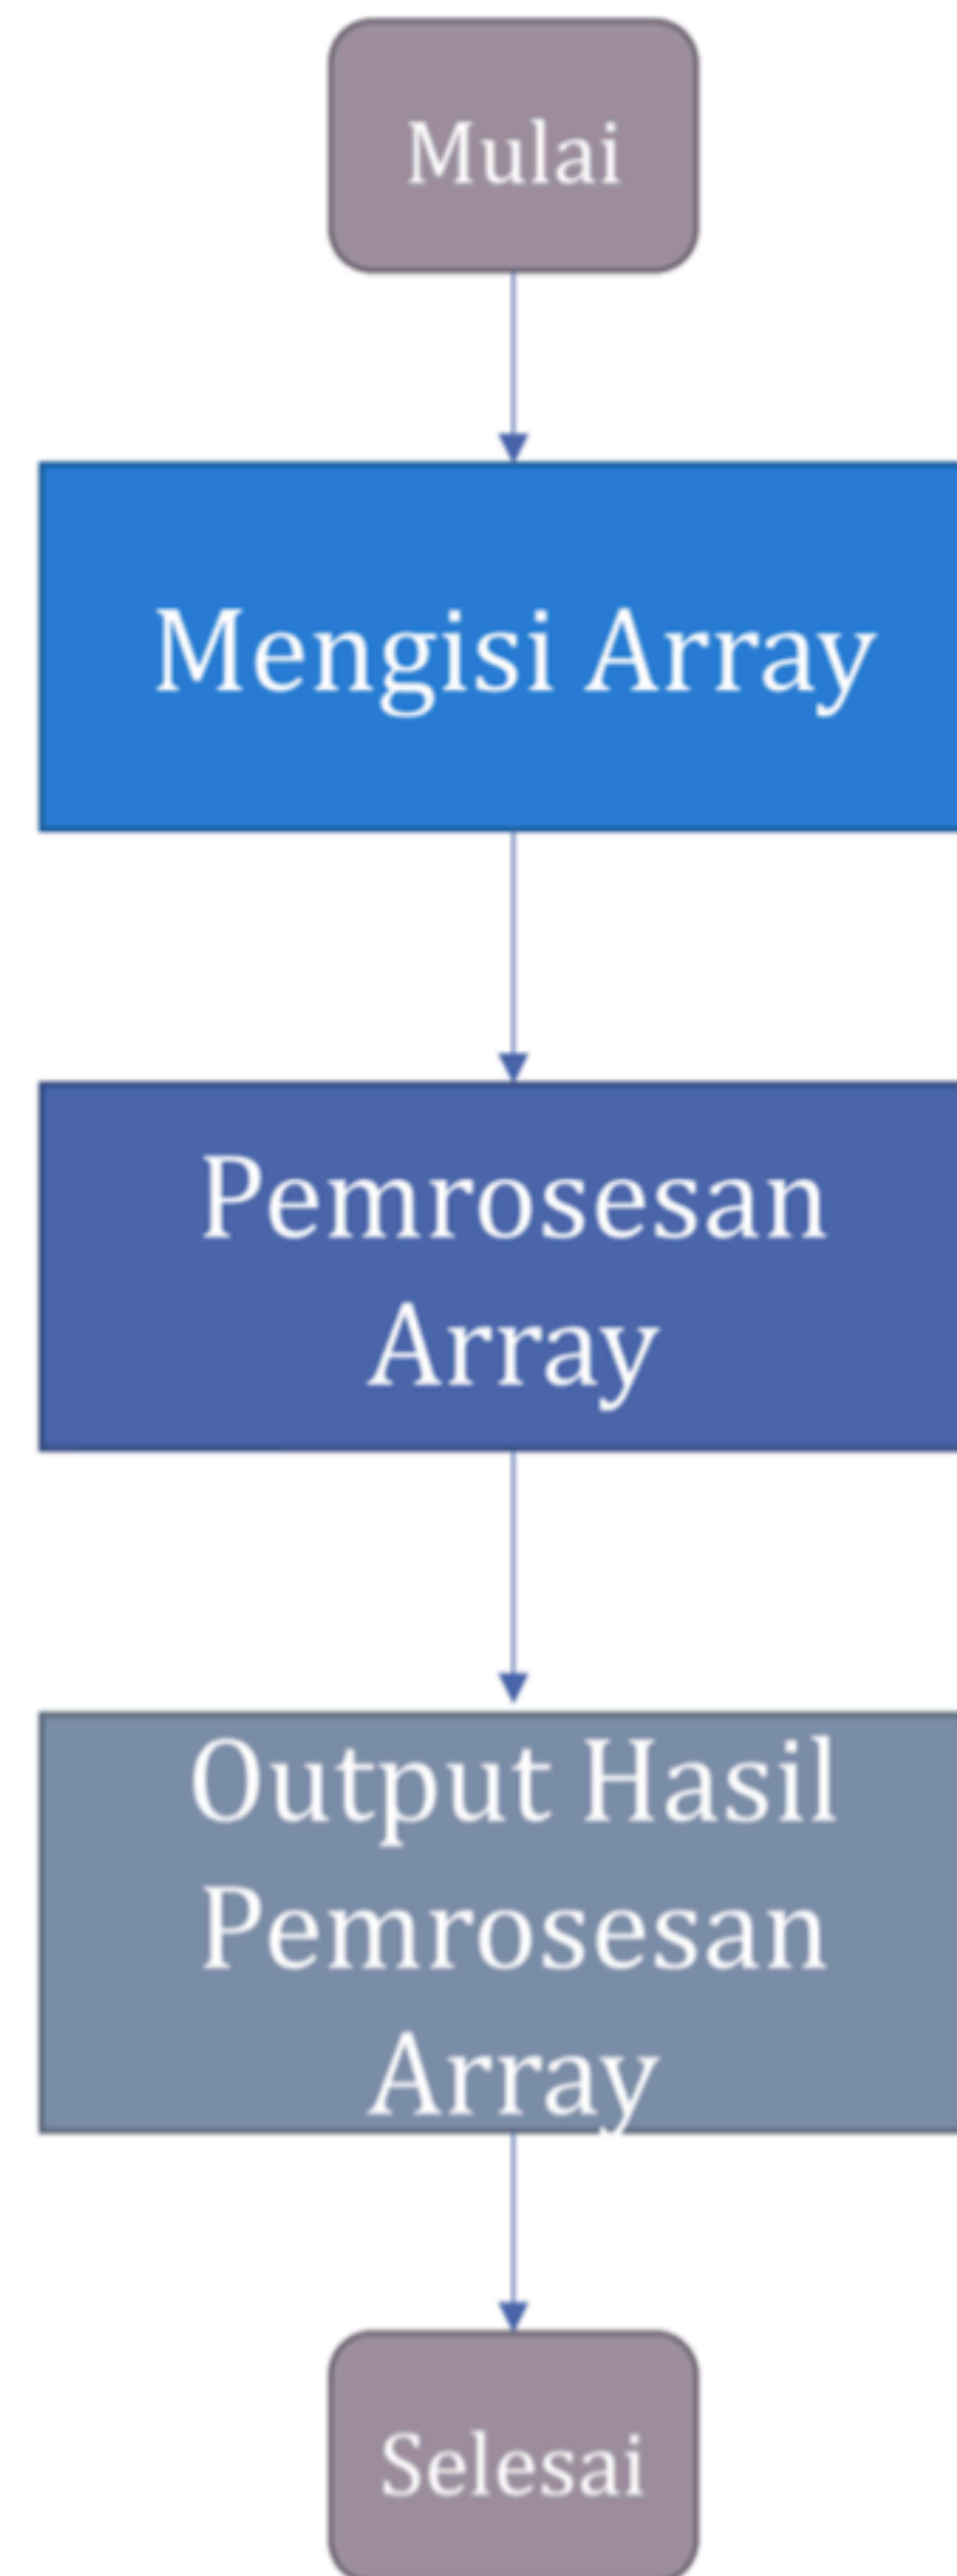 Mulai
Mengisi Array
Pemrosesan
Array
Output Hasil
Pemrosesan
Array
Selesai